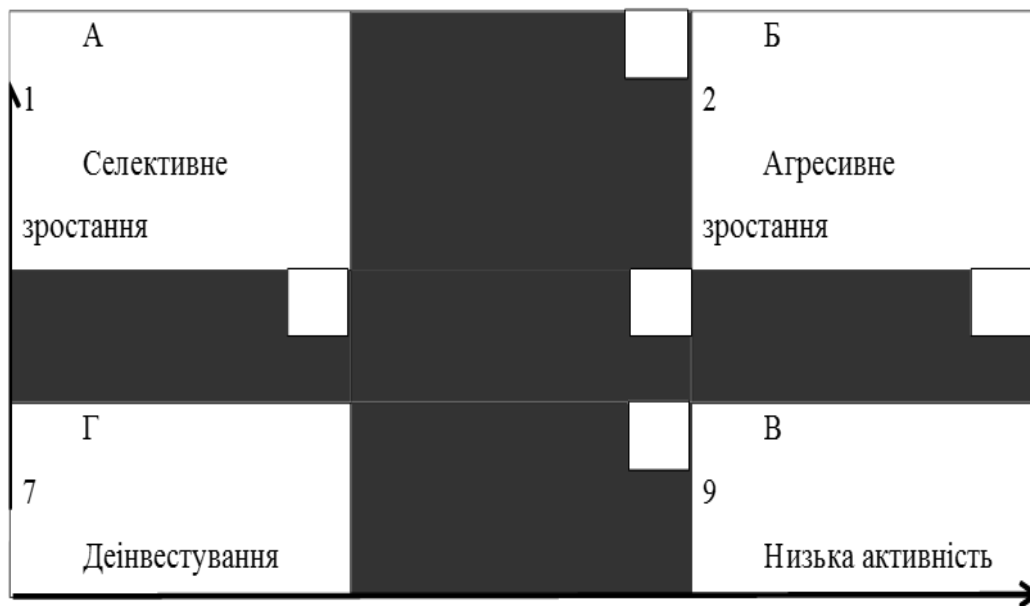 А
1
Селективне
зростання
Б
2
Агресивне
зростання
Г
7
Деінвестування
В
9
Низька активність